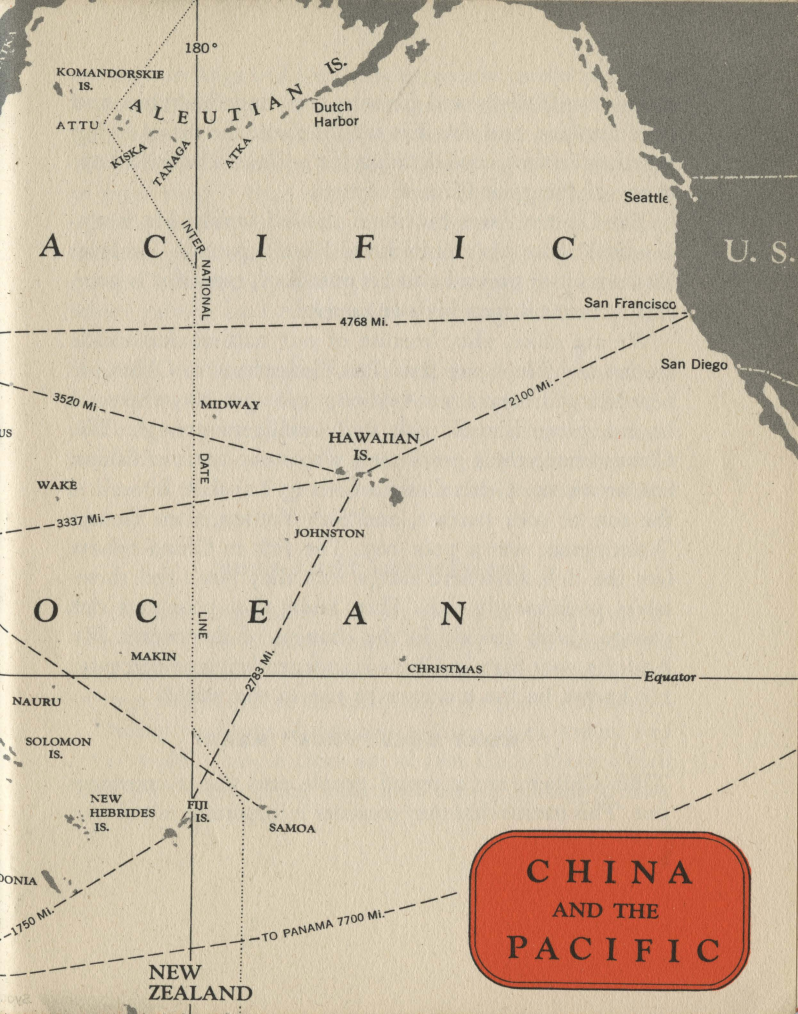 180°
KOMANDORSKIE
IS.
ALEUTIAN IS.
ATTU
KISKA
TANAGA
ATKA
Dutch
Harbor
Seattle
A C I F I C
U. S.
INTER NATIONAL
San Francisco
4768 Mi.
San Diego
2100 Mi.
3520 Mi
MIDWAY
US
HAWAIIAN
IS.
DATE
WAKE
3337 Mi.
JOHNSTON
O C E A N
LINE
MAKIN
2783 Mi.
CHRISTMAS
Equator
NAURU
SOLOMON
IS.
NEW
HEBRIDES
IS.
FIJI
IS.
SAMOA
DONIA
1750 Mi.
TO PANAMA 7700 Mi.
NEW
ZEALAND
CHINA
AND THE
PACIFIC